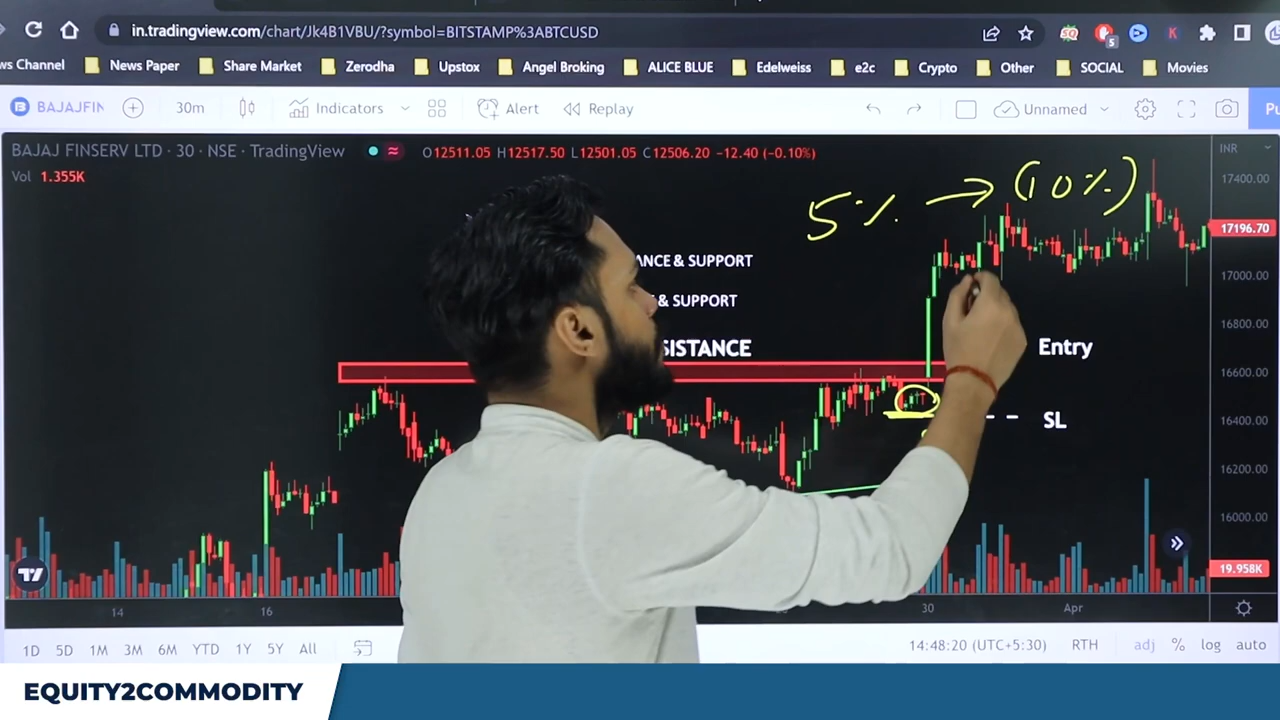 in.tradingview.com/chart/Jk4B1VBU/?symbol=BITSTAMP%3ABTCUSD
5
ws Channel News Paper Share Market Zerodha Upstox Angel Broking ALICE BLUE Edelweiss e2c Crypto Other SOCIAL Movies
BAJAJFIN 30m Indicators Alert Replay Unnamed Pu
BAJAJ FINSERV LTD · 30 · NSE · TradingView O12511.05 H12517.50 L12501.05 C12506.20 -12.40 (-0.10%) INR
Vol 1.355K
5% → (10%)
17400.00
17196.70
ANCE & SUPPORT
17000.00
& SUPPORT
16800.00
SISTANCE Entry
16600.00
SL
16400.00
16200.00
16000.00
19.958K
14 16 30 Apr
1D 5D 1M 3M 6M YTD 1Y 5Y All 14:48:20 (UTC+5:30) RTH adj % log auto
EQUITY2COMMODITY